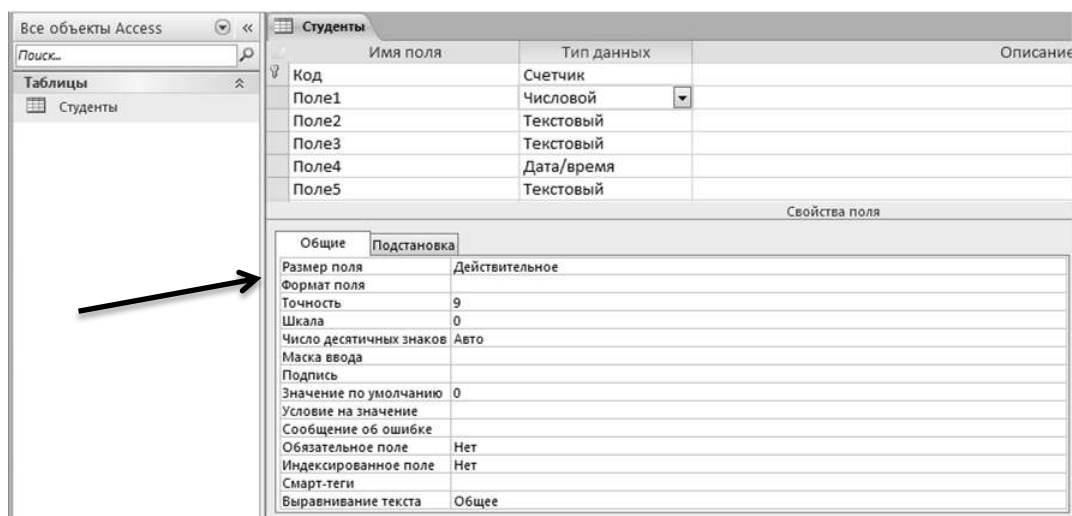 Все объекты Access
Поиск...
Таблицы
Студенты
Студенты
Имя поля Тип данных Описание
Код Счетчик
Поле1 Числовой
Поле2 Текстовый
Поле3 Текстовый
Поле4 Дата/время
Поле5 Текстовый
Свойства поля
Общие Подстановка
Размер поля Действительное
Формат поля
Точность 9
Шкала 0
Число десятичных знаков Авто
Маска ввода
Подпись
Значение по умолчанию 0
Условие на значение
Сообщение об ошибке
Обязательное поле Нет
Индексированное поле Нет
Смарт-теги
Выравнивание текста Общее